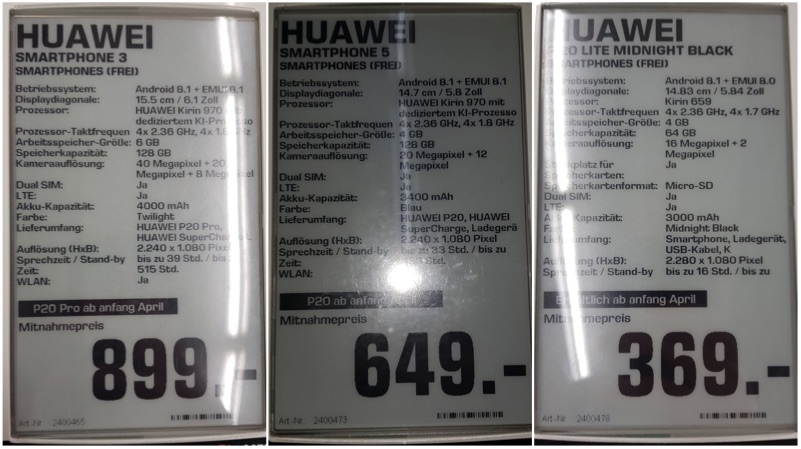 HUAWEI
SMARTPHONE 3
SMARTPHONES (FREI)
Betriebssystem: Android 8.1 + EMUI 8.1
Displaydiagonale: 15.5 cm / 6.1 Zoll
Prozessor: HUAWEI Kirin 970 mit
dediziertem KI-Prozesso
Prozessor-Taktfrequen 4x 2.36 GHz, 4x 1.8 GHz
Arbeitsspeicher-Größe: 6 GB
Speicherkapazität: 128 GB
Kameraauflösung: 40 Megapixel + 20
Megapixel + 8 Megapixel
Dual SIM: Ja
LTE: Ja
Akku-Kapazität: 4000 mAh
Farbe: Twilight
Lieferumfang: HUAWEI P20 Pro,
HUAWEI SuperCharge
Auflösung (HxB): 2.240 x 1.080 Pixel
Sprechzeit / Stand-by bis zu 39 Std. / bis zu
Zeit: 515 Std.
WLAN: Ja
P20 Pro ab anfang April
Mitnahmepreis
899.-
Art.-Nr. 2400465
HUAWEI
SMARTPHONE 5
SMARTPHONES (FREI)
Betriebssystem: Android 8.1 + EMUI 8.1
Displaydiagonale: 14.7 cm / 5.8 Zoll
Prozessor: HUAWEI Kirin 970 mit
dediziertem KI-Prozesso
Prozessor-Taktfrequen 4x 2.36 GHz, 4x 1.8 GHz
Arbeitsspeicher-Größe: 4 GB
Speicherkapazität: 128 GB
Kameraauflösung: 20 Megapixel + 12
Megapixel
Dual SIM: Ja
LTE: Ja
Akku-Kapazität: 3400 mAh
Farbe: Blau
Lieferumfang: HUAWEI P20, HUAWEI
SuperCharge, Ladegerä
Auflösung (HxB): 2.240 x 1.080 Pixel
Sprechzeit / Stand-by bis zu 33 Std. / bis zu
Zeit: Std.
WLAN:
P20 ab anfang April
Mitnahmepreis
649.-
Art.-Nr. 2400473
HUAWEI
P20 LITE MIDNIGHT BLACK
SMARTPHONES (FREI)
Betriebssystem: Android 8.1 + EMUI 8.0
Displaydiagonale: 14.83 cm / 5.84 Zoll
Prozessor: Kirin 659
Prozessor-Taktfrequen 4x 2.36 GHz, 4x 1.7 GHz
Arbeitsspeicher-Größe: 4 GB
Speicherkapazität: 64 GB
Kameraauflösung: 16 Megapixel + 2
Megapixel
Steckplatz für Ja
Speicherkarten:
Speicherkartenformat: Micro-SD
Dual SIM: Ja
LTE: Ja
Akku-Kapazität: 3000 mAh
Farbe: Midnight Black
Lieferumfang: Smartphone, Ladegerät,
USB-Kabel, K
Auflösung (HxB): 2.280 x 1.080 Pixel
Sprechzeit / Stand-by bis zu 16 Std. / bis zu
Erhältlich ab anfang April
Mitnahmepreis
369.-
Art.-Nr. 2400478